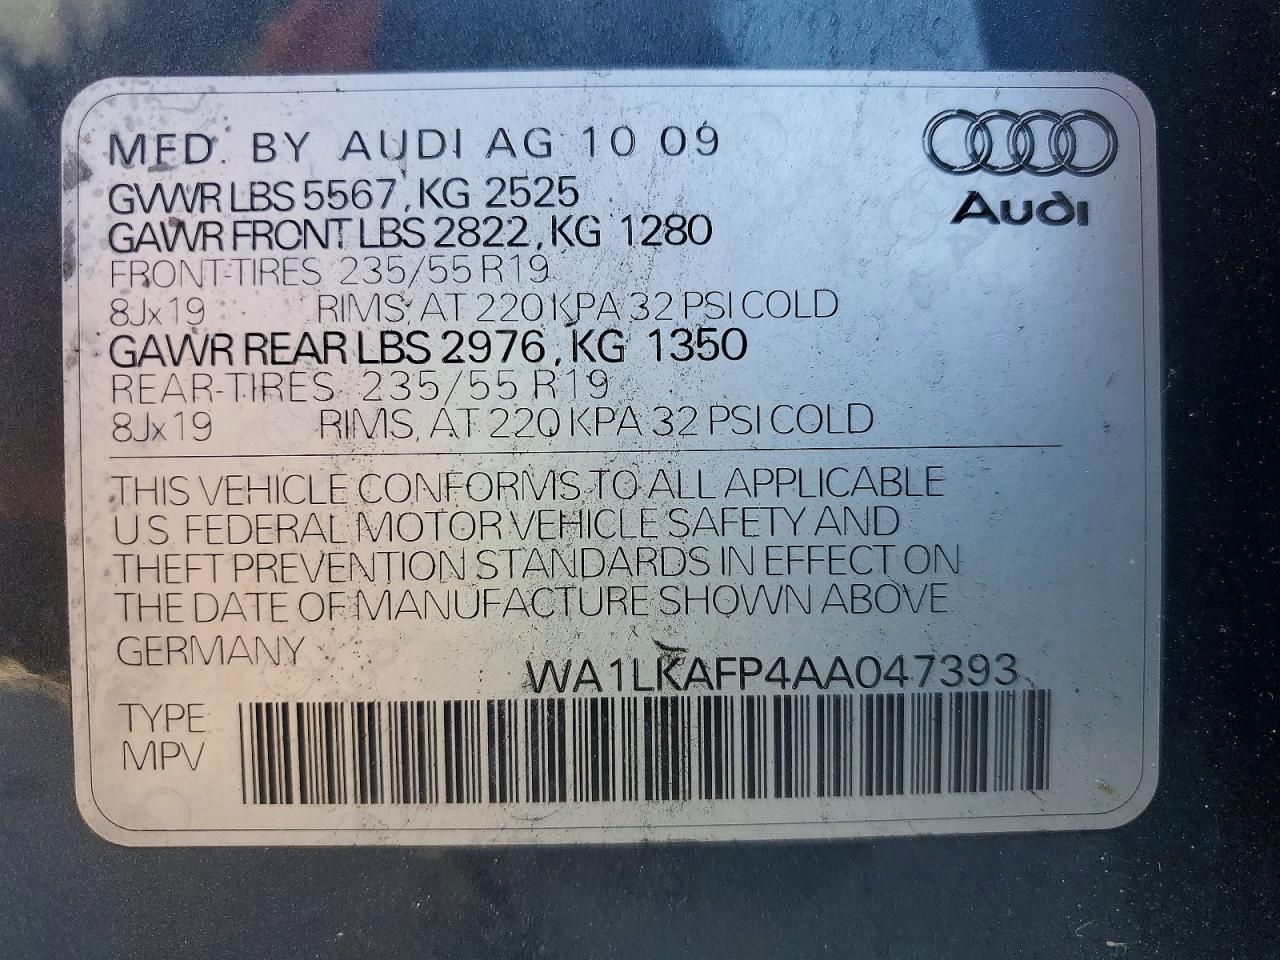 MFD. BY AUDI AG 10 09
Audi
GVWR LBS 5567, KG 2525
GAWR FRONT LBS 2822, KG 1280
FRONT-TIRES 235/55 R19
8Jx19 RIMS, AT 220 KPA 32 PSI COLD
GAWR REAR LBS 2976, KG 1350
REAR-TIRES 235/55 R19
8Jx19 RIMS, AT 220 KPA 32 PSI COLD
THIS VEHICLE CONFORMS TO ALL APPLICABLE
U.S. FEDERAL MOTOR VEHICLE SAFETY AND
THEFT PREVENTION STANDARDS IN EFFECT ON
THE DATE OF MANUFACTURE SHOWN ABOVE.
GERMANY
WA1LKAFP4AA047393
TYPE:
MPV